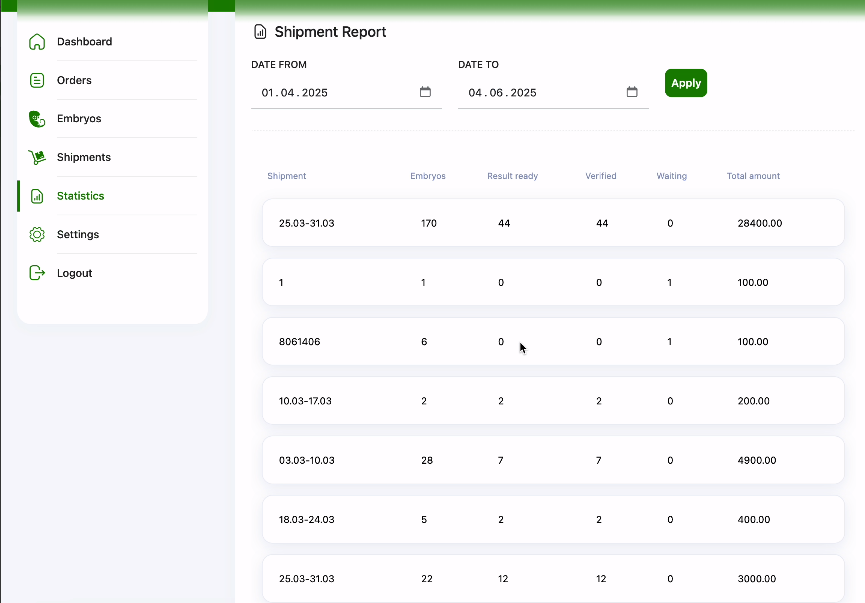 Dashboard
Orders
Embryos
Shipments
Statistics
Settings
Logout
Shipment Report
DATE FROM DATE TO
01 . 04 . 2025 04 . 06 . 2025 Apply
Shipment Embryos Result ready Verified Waiting Total amount
25.03-31.03 170 44 44 0 28400.00
1 1 0 0 1 100.00
8061406 6 0 0 1 100.00
10.03-17.03 2 2 2 0 200.00
03.03-10.03 28 7 7 0 4900.00
18.03-24.03 5 2 2 0 400.00
25.03-31.03 22 12 12 0 3000.00